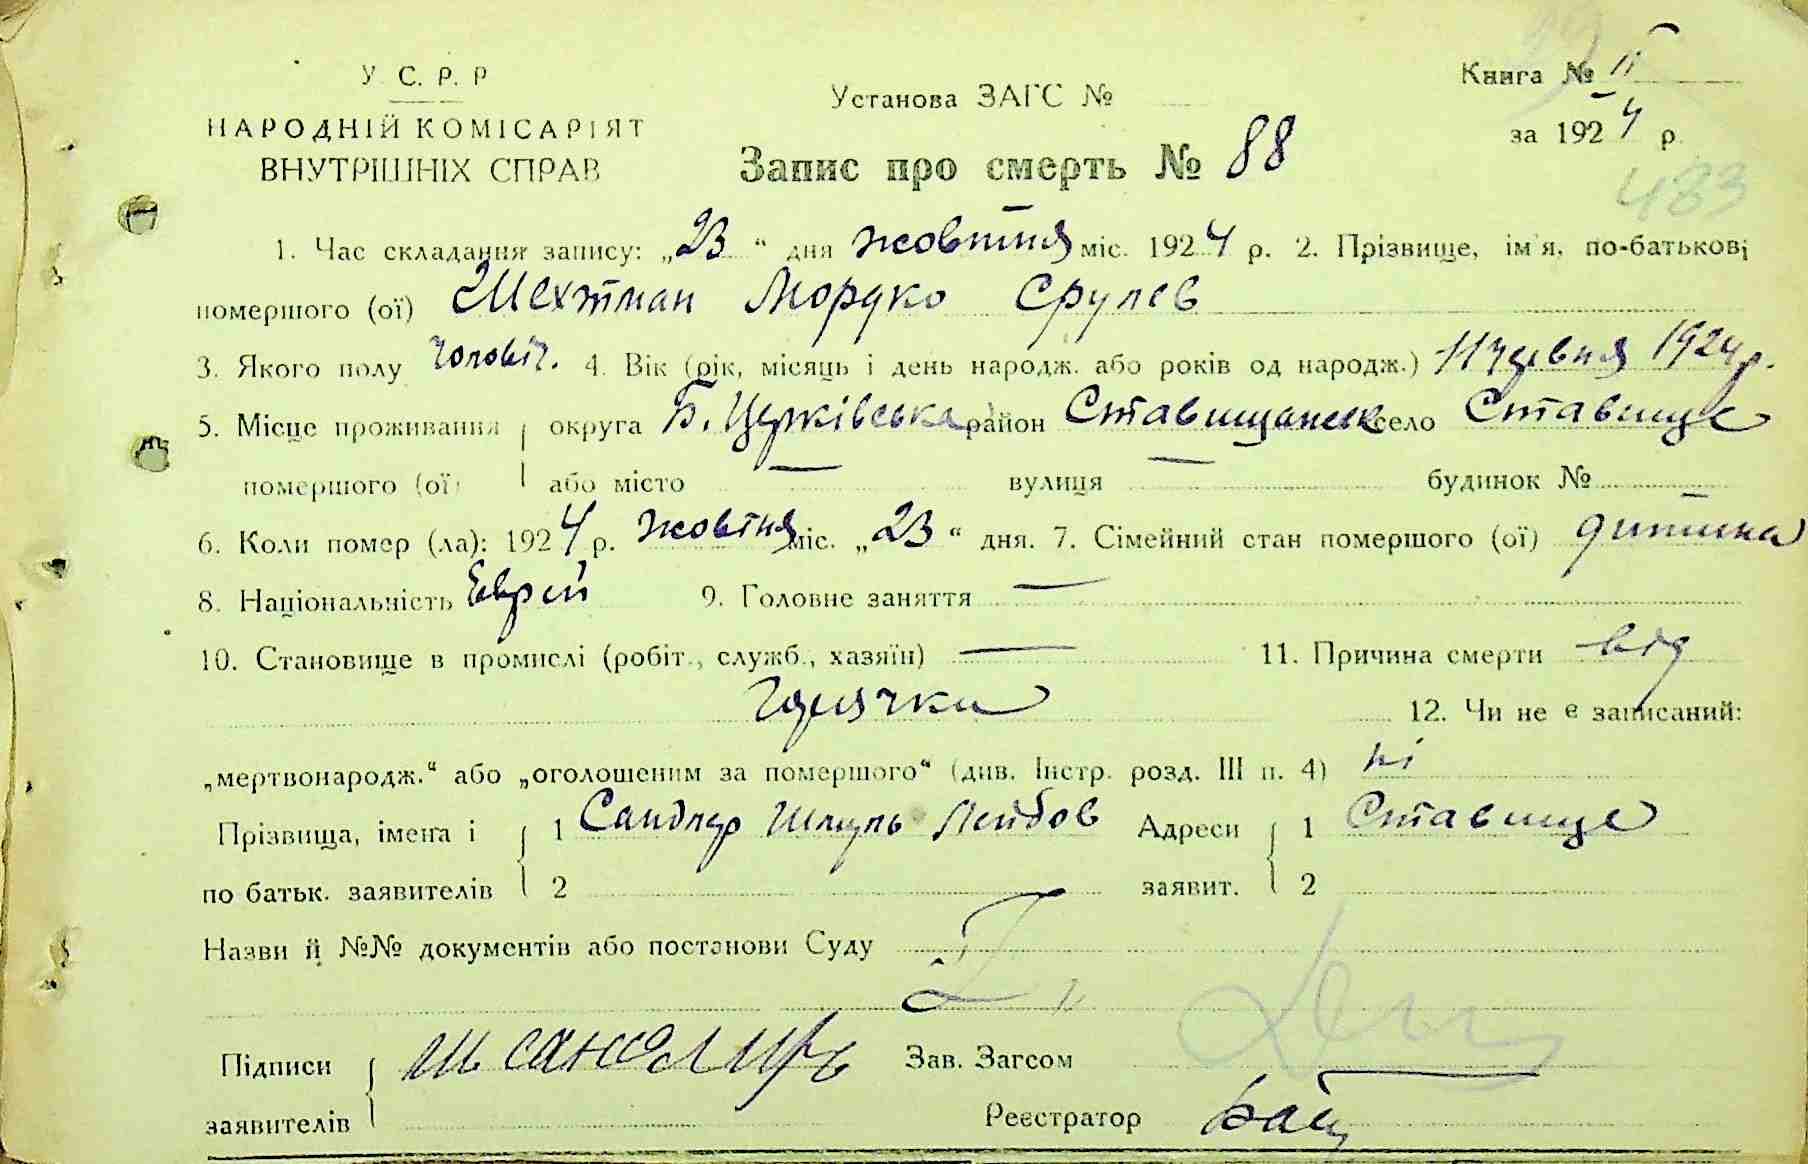 У. С. Р. Р
НАРОДНІЙ КОМІСАРІЯТ
ВНУТРІШНІХ СПРАВ
Установа ЗАГС №
Запис про смерть № 88
Книга № II
за 1924 р.
483
1. Час складання запису: „23“ дня жовтня міс. 1924 р. 2. Прізвище, ім'я, по-батькові
помершого (ої) Шехтман Мордко Срулев
3. Якого полу чоловіч. 4. Вік (рік, місяць і день народж. або років од народж.) 11 червня 1924 р.
5. Місце проживання округа Б. Церківська район Ставищанськ село Ставище
помершого (ої) або місто — вулиця — будинок №
6. Коли помер (ла): 1924 р. жовтня міс. „23“ дня. 7. Сімейний стан помершого (ої) дитина
8. Національність Еврей 9. Головне заняття —
10. Становище в промислі (робіт., служб., хазяїн) — 11. Причина смерти від
горячки 12. Чи не є записаний:
„мертвонародж.“ або „оголошеним за помершого“ (див. Інстр. розд. III п. 4) ні
Прізвища, імена і 1 Сандлер Шмуль Лейбов Адреси 1 Ставище
по батьк. заявителів 2 заявит. 2
Назви й №№ документів або постанови Суду
Підписи Зав. Загсом
заявителів Реєстратор